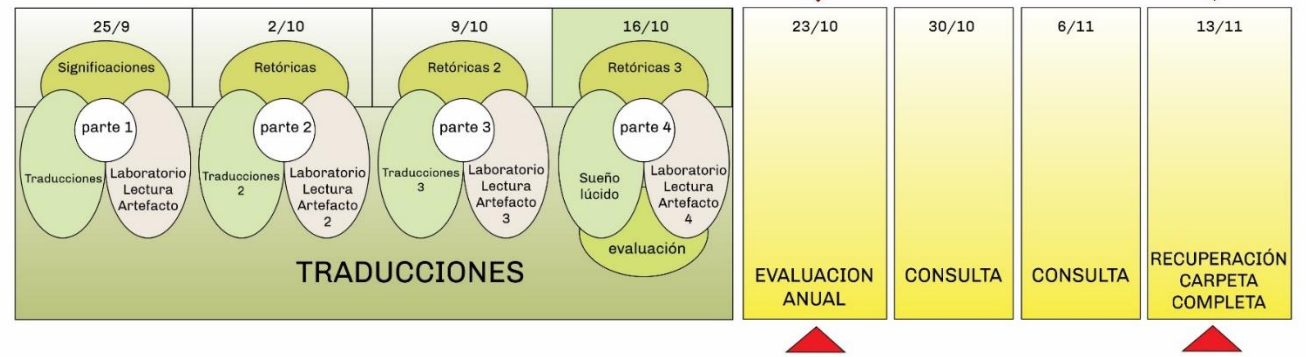 25/9
Significaciones
parte 1
Traducciones
Laboratorio
Lectura
Artefacto
2/10
Retóricas
parte 2
Traducciones
2
Laboratorio
Lectura
Artefacto
2
9/10
Retóricas 2
parte 3
Traducciones
3
Laboratorio
Lectura
Artefacto
3
16/10
Retóricas 3
parte 4
Sueño
lúcido
Laboratorio
Lectura
Artefacto
4
evaluación
TRADUCCIONES
23/10
EVALUACION
ANUAL
30/10
CONSULTA
6/11
CONSULTA
13/11
RECUPERACIÓN
CARPETA
COMPLETA